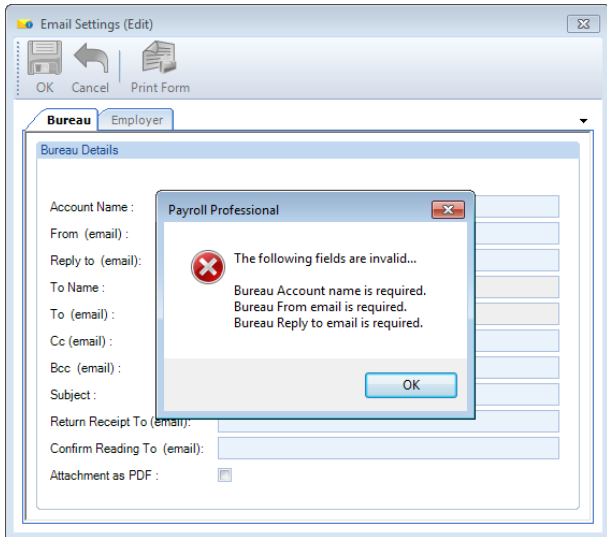 Email Settings (Edit)
OK Cancel Print Form
Bureau Employer
Bureau Details
Account Name :
From (email) :
Reply to (email):
To Name :
To (email) :
Cc (email) :
Bcc (email) :
Subject :
Return Receipt To (email):
Confirm Reading To (email):
Attachment as PDF :
Payroll Professional
The following fields are invalid...
Bureau Account name is required.
Bureau From email is required.
Bureau Reply to email is required.
OK